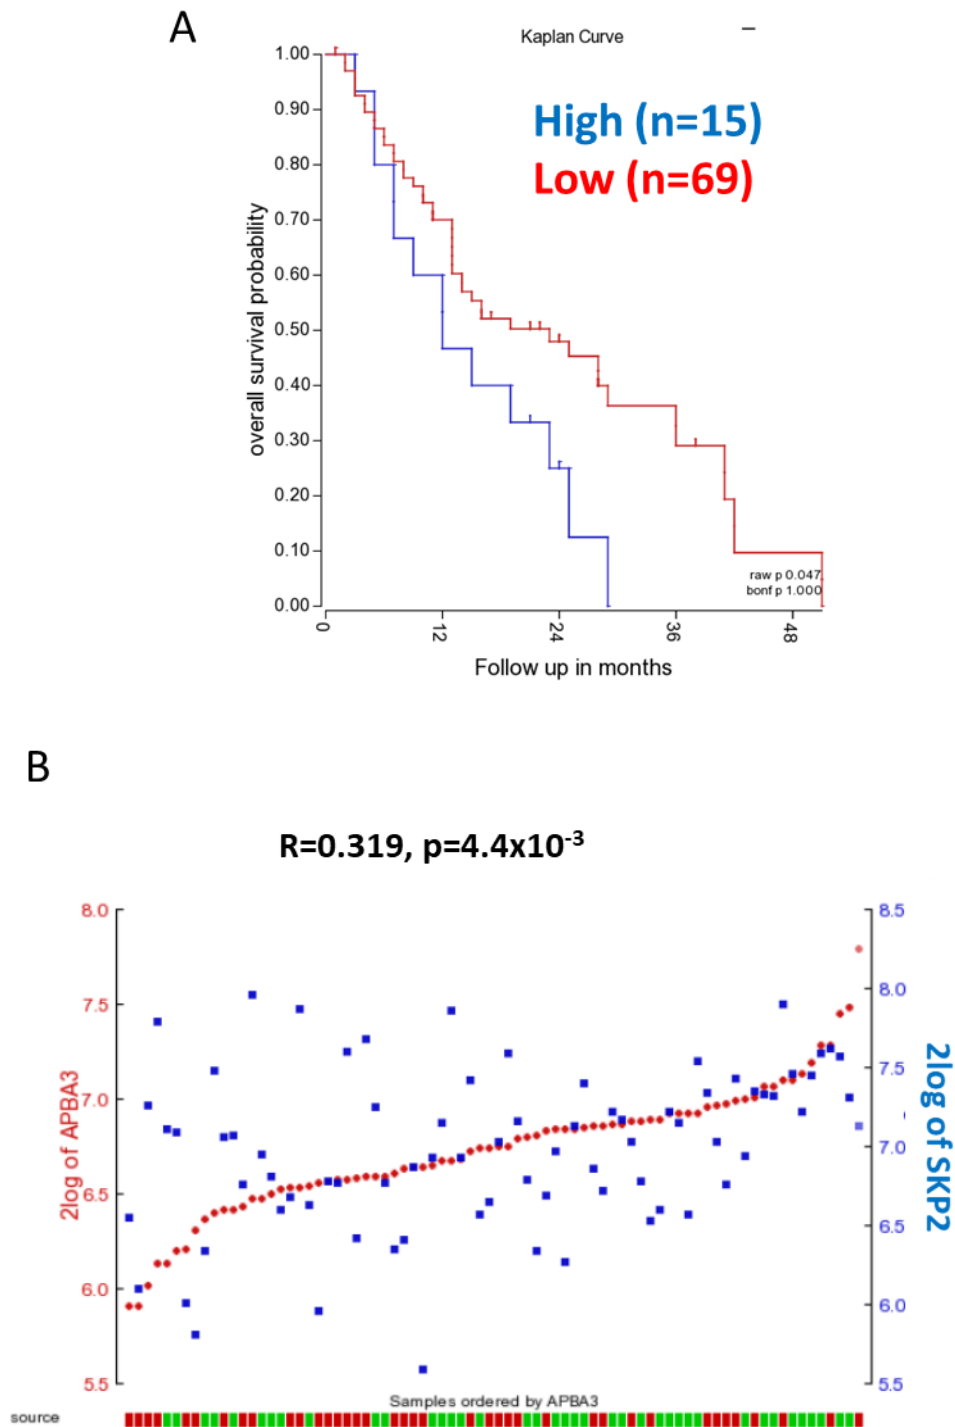 A
Kaplan Curve
High (n=15)
Low (n=69)
overall survival probability
1.00
0.90
0.80
0.70
0.60
0.50
0.40
0.30
0.20
0.10
0.00
raw p 0.047
bonf p 1.000
0 12 24 36 48
Follow up in months
B
R=0.319, p=4.4x10⁻³
2log of APBA3
8.0
7.5
7.0
6.5
6.0
5.5
8.5
8.0
7.5
7.0
6.5
6.0
5.5
2log of SKP2
Samples ordered by APBA3
source